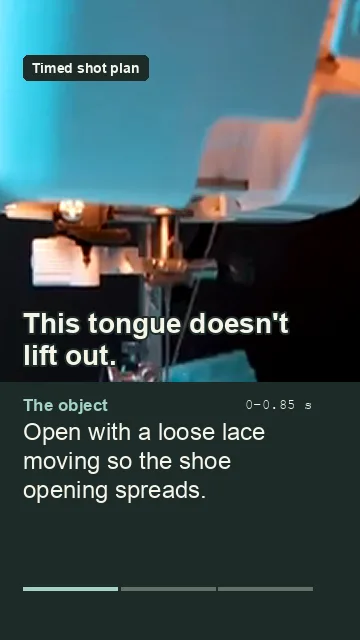 Timed shot plan
This tongue doesn't
lift out.
The object
0–0.85 s
Open with a loose lace
moving so the shoe
opening spreads.